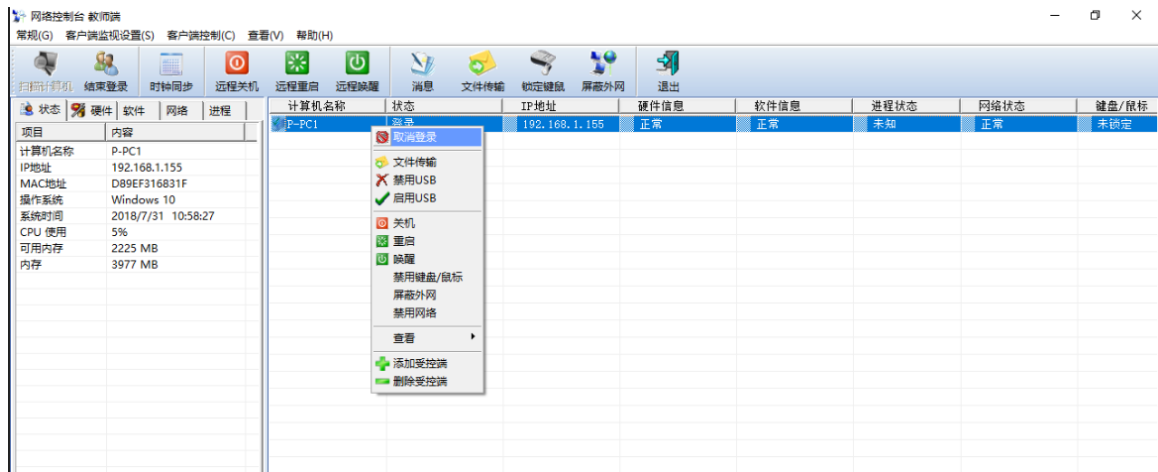 网络控制台 教师端
常规(G) 客户端监视设置(S) 客户端控制(C) 查看(V) 帮助(H)
扫描计算机 结束登录 时钟同步 远程关机 远程重启 远程唤醒 消息 文件传输 锁定键鼠 屏蔽外网 退出
状态 硬件 软件 网络 进程
项目 内容
计算机名称 P-PC1
IP地址 192.168.1.155
MAC地址 D89EF316831F
操作系统 Windows 10
系统时间 2018/7/31 10:58:27
CPU 使用 5%
可用内存 2225 MB
内存 3977 MB
计算机名称 状态 IP地址 硬件信息 软件信息 进程状态 网络状态 键盘/鼠标
P-PC1 登录 192.168.1.155 正常 正常 未知 正常 未锁定
取消登录
文件传输
禁用USB
启用USB
关机
重启
唤醒
禁用键盘/鼠标
屏蔽外网
禁用网络
查看
添加受控端
删除受控端